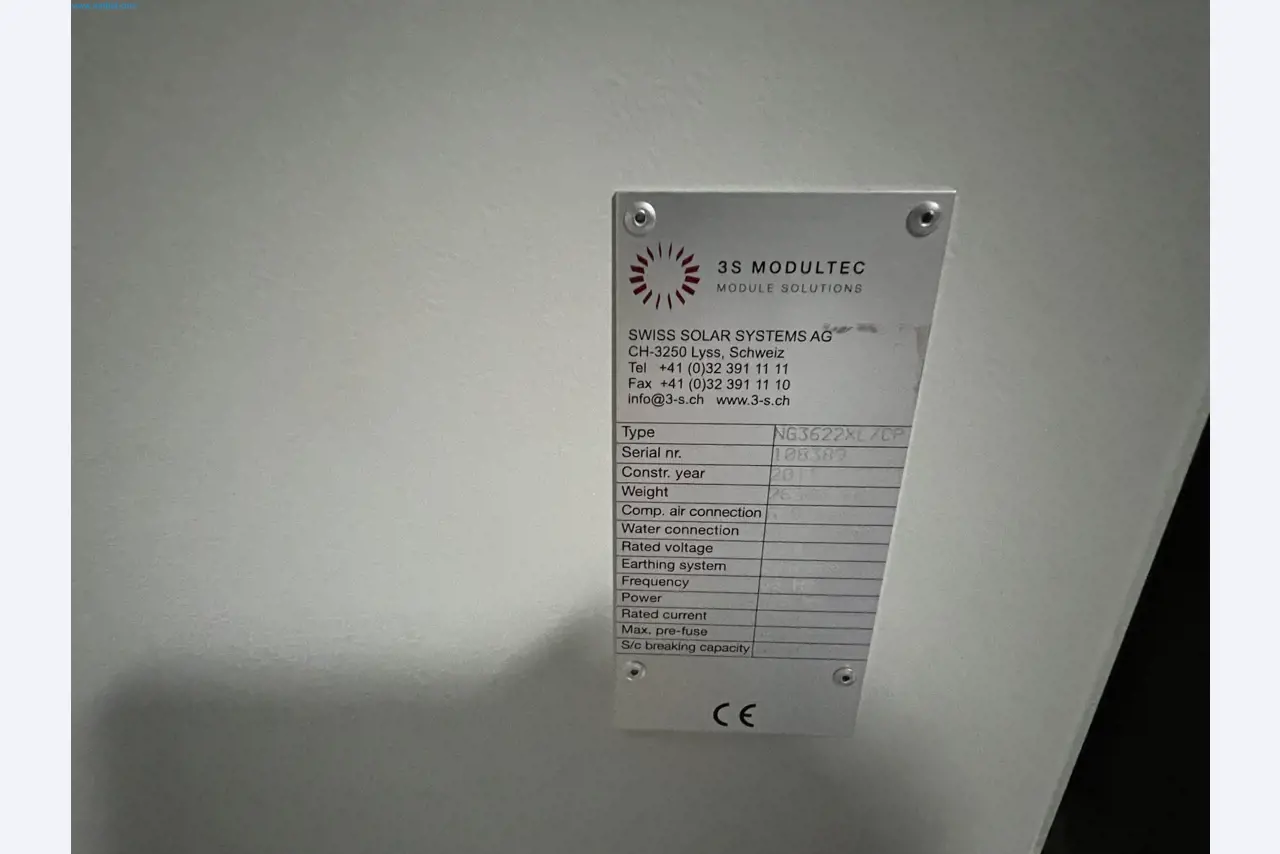 3S MODULTEC
MODULE SOLUTIONS
SWISS SOLAR SYSTEMS AG
CH-3250 Lyss, Schweiz
Tel +41 (0)32 391 11 11
Fax +41 (0)32 391 11 10
info@3-s.ch www.3-s.ch
Type NG3622XL/CP
Serial nr. 108389
Constr. year
Weight
Comp. air connection
Water connection
Rated voltage
Earthing system
Frequency
Power
Rated current
Max. pre-fuse
S/c breaking capacity
CE